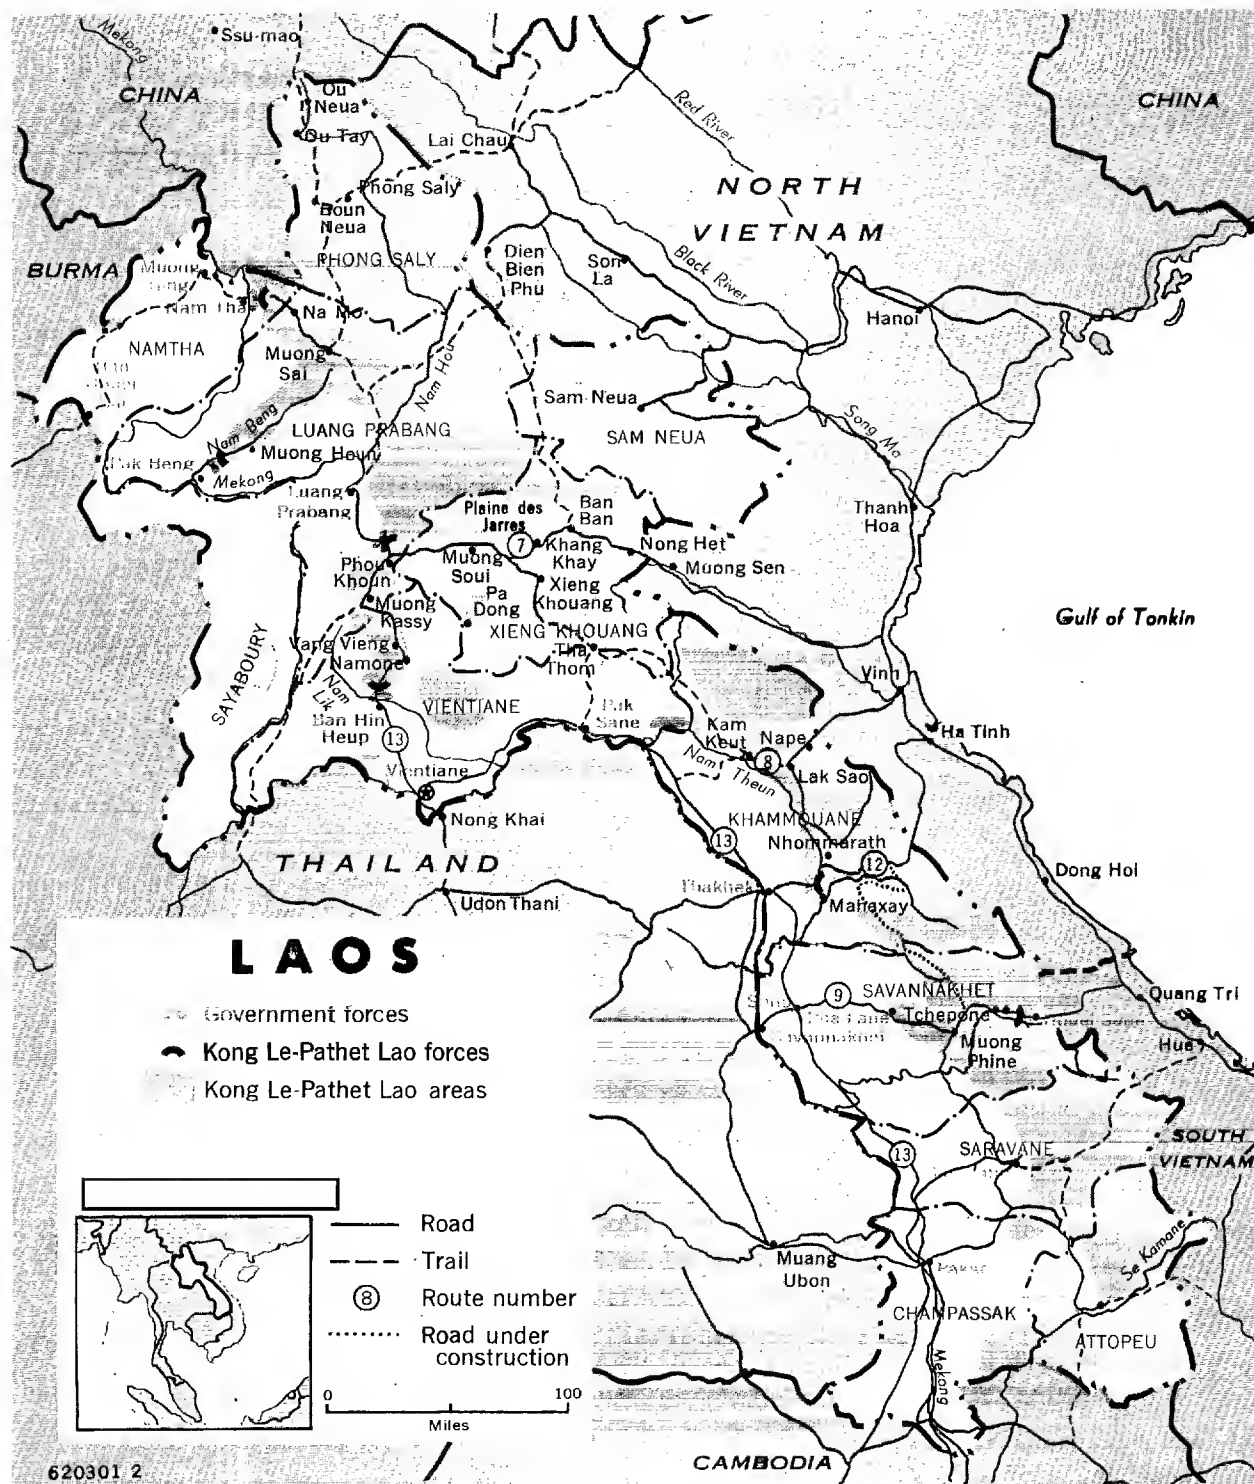 Ssu-mao
Mekong
CHINA
CHINA
Ou
Neua
Ou Tay
Lai Chau
Red River
Phong Saly
Boun
Neua
NORTH
VIETNAM
PHONG SALY
BURMA
Dien
Bien
Phu
Son
La
Black River
Muong
Nam Tha
Na Mo
Hanoi
NAMTHA
Muong
Sai
Nam Hou
Sam Neua
SAM NEUA
Song Ma
Nam Beng
LUANG PRABANG
Muong Houn
Pak Beng
Mekong
Luang
Prabang
Plaine des
Jarres
Ban
Ban
Thanh
Hoa
7
Khang
Khay
Nong Het
Muong Sen
Phou
Khoun
Muong
Soui
Xieng
Khouang
Pa
Dong
Muong
Kassy
Gulf of Tonkin
SAYABOURY
Vang Vieng
Namone
XIENG KHOUANG
Tha
Thom
Vinh
Nam
Lik
VIENTIANE
Pak
Sane
Ban Hin
Heup
13
Kam
Keut
Nape
8
Ha Tinh
Nam Theun
Lak Sao
Vientiane
Nong Khai
KHAMMOUANE
13
Nhommarath
12
THAILAND
Thakhek
Mahaxay
Dong Hoi
Udon Thani
LAOS
Government forces
Kong Le-Pathet Lao forces
Kong Le-Pathet Lao areas
9
SAVANNAKHET
Tchepone
Quang Tri
Muong
Phine
Hue
SOUTH
VIETNAM
13
SARAVANE
Se Kamane
Muang
Ubon
Pakse
CHAMPASSAK
ATTOPEU
Mekong
CAMBODIA
Road
Trail
8
Route number
Road under
construction
0
100
Miles
620301 2